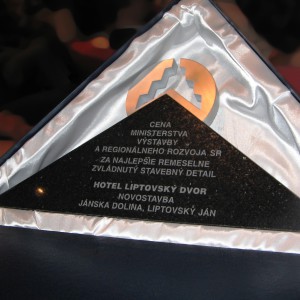 CENA
MINISTERSTVA
VÝSTAVBY
A REGIONÁLNEHO ROZVOJA SR
ZA NAJLEPŠIE REMESELNE
ZVLÁDNUTÝ STAVEBNÝ DETAIL
HOTEL LIPTOVSKÝ DVOR
NOVOSTAVBA
JÁNSKA DOLINA, LIPTOVSKÝ JÁN